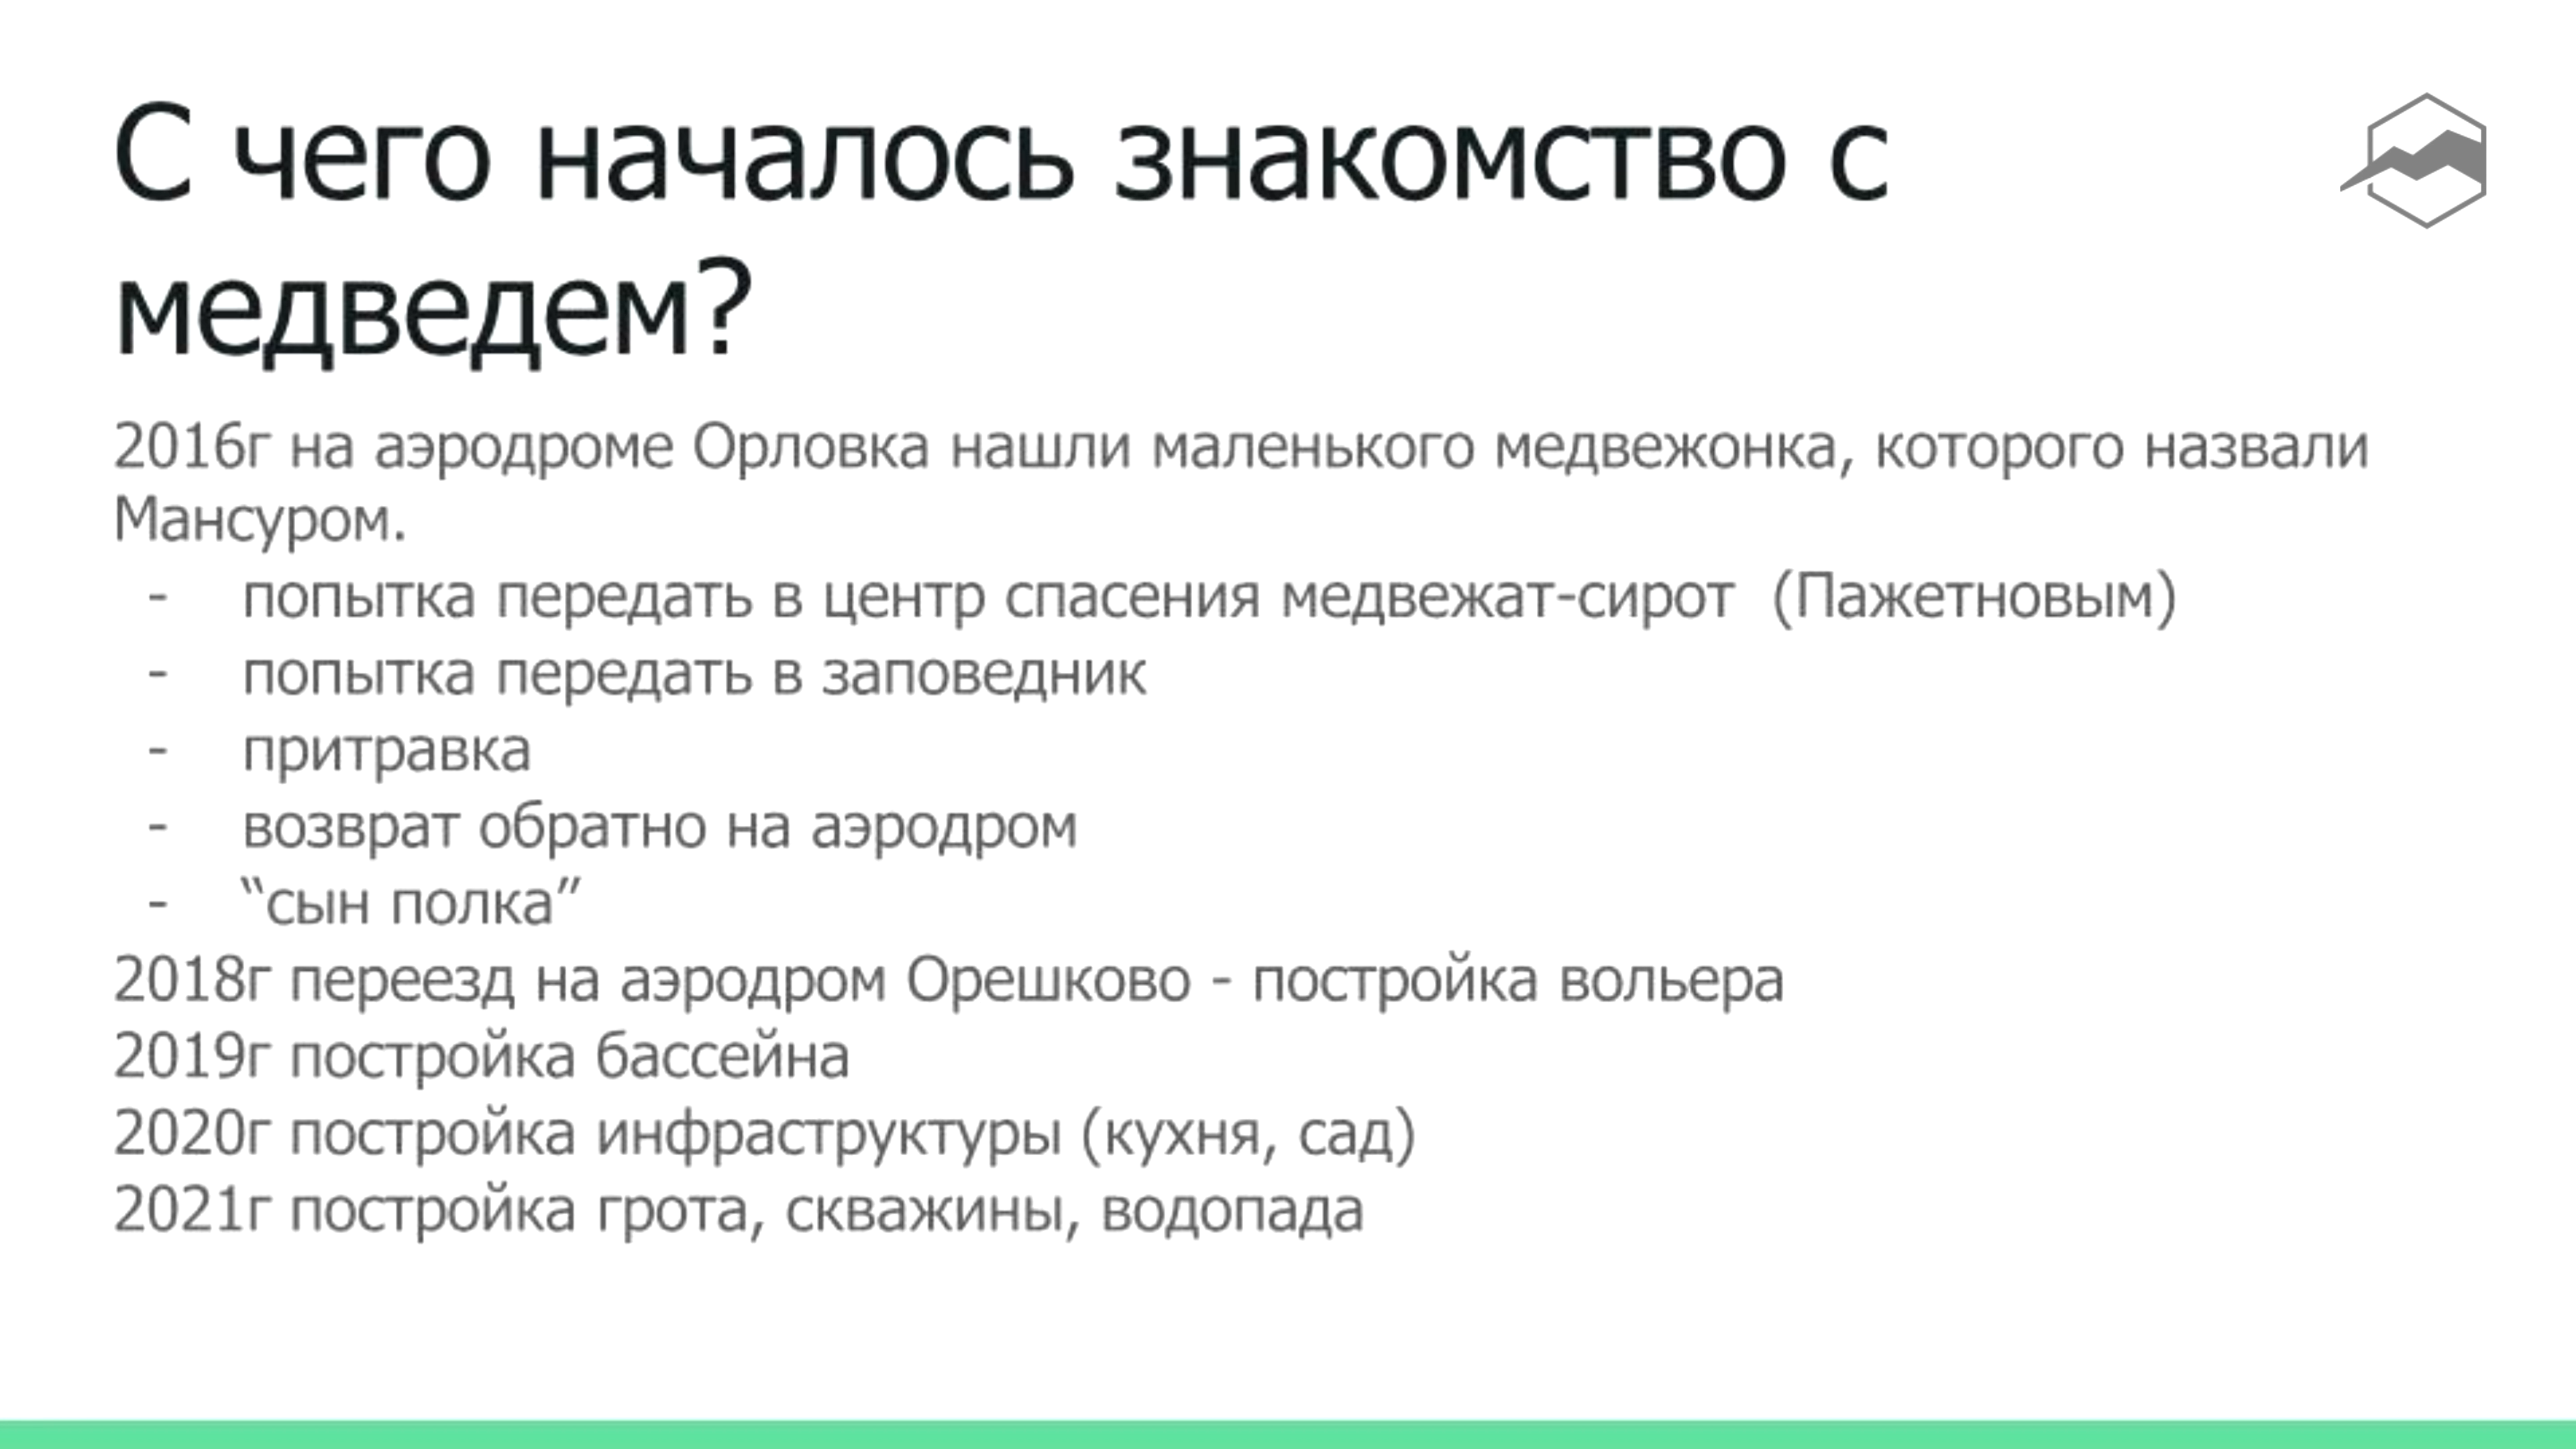 С чего началось знакомство с
медведем?
2016г на аэродроме Орловка нашли маленького медвежонка, которого назвали
Мансуром.
- попытка передать в центр спасения медвежат-сирот (Пажетновым)
- попытка передать в заповедник
- притравка
- возврат обратно на аэродром
- “сын полка”
2018г переезд на аэродром Орешково - постройка вольера
2019г постройка бассейна
2020г постройка инфраструктуры (кухня, сад)
2021г постройка грота, скважины, водопада